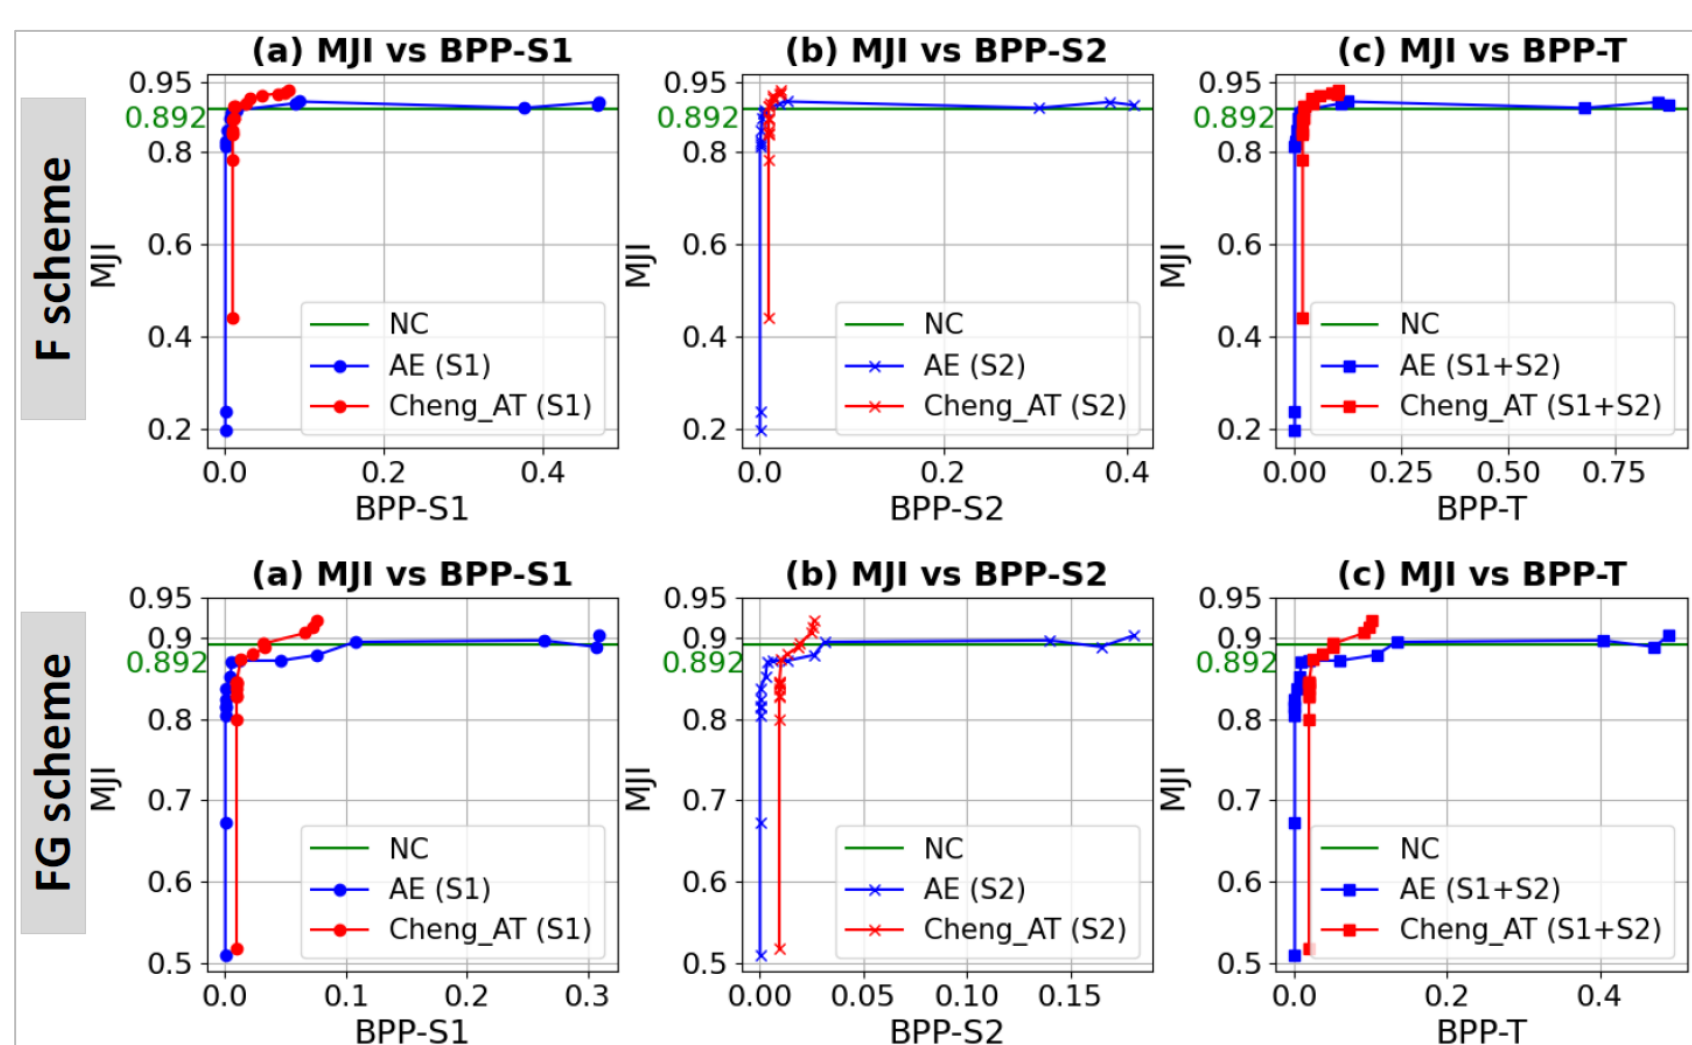 F scheme
(a) MJI vs BPP-S1
0.95
0.892
0.8
0.6
0.4
0.2
MJI
NC
AE (S1)
Cheng_AT (S1)
0.0 0.2 0.4
BPP-S1
(b) MJI vs BPP-S2
0.95
0.892
0.8
0.6
0.4
0.2
MJI
NC
AE (S2)
Cheng_AT (S2)
0.0 0.2 0.4
BPP-S2
(c) MJI vs BPP-T
0.95
0.892
0.8
0.6
0.4
0.2
MJI
NC
AE (S1+S2)
Cheng_AT (S1+S2)
0.00 0.25 0.50 0.75
BPP-T
FG scheme
(a) MJI vs BPP-S1
0.95
0.9
0.892
0.8
0.7
0.6
0.5
MJI
NC
AE (S1)
Cheng_AT (S1)
0.0 0.1 0.2 0.3
BPP-S1
(b) MJI vs BPP-S2
0.95
0.9
0.892
0.8
0.7
0.6
0.5
MJI
NC
AE (S2)
Cheng_AT (S2)
0.00 0.05 0.10 0.15
BPP-S2
(c) MJI vs BPP-T
0.95
0.9
0.892
0.8
0.7
0.6
0.5
MJI
NC
AE (S1+S2)
Cheng_AT (S1+S2)
0.0 0.2 0.4
BPP-T